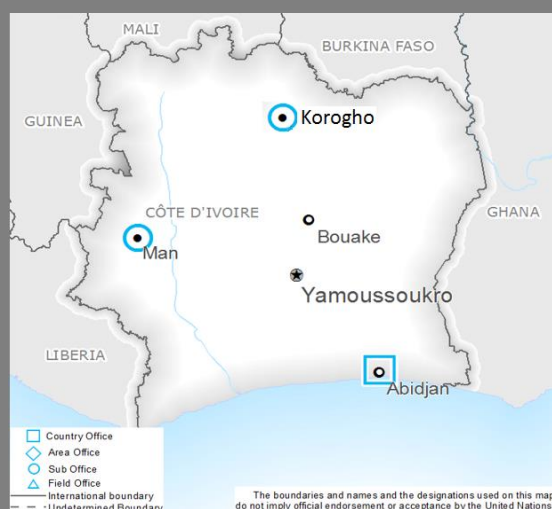 MALI
BURKINA FASO
Korogho
GUINEA
CÔTE D'IVOIRE
GHANA
Bouake
Man
Yamoussoukro
LIBERIA
Abidjan
Country Office
Area Office
Sub Office
Field Office
International boundary
Undetermined Boundary
The boundaries and names and the designations used on this map
do not imply official endorsement or acceptance by the United Nations.